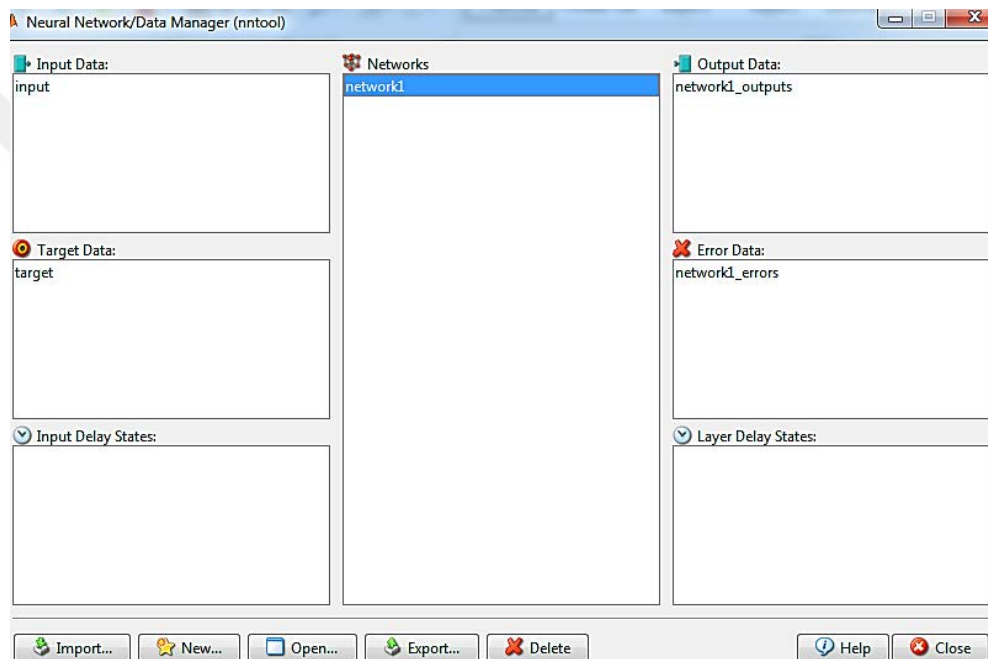 Neural Network/Data Manager (nntool)
Input Data:
input
Networks
network1
Output Data:
network1_outputs
Target Data:
target
Error Data:
network1_errors
Input Delay States:
Layer Delay States:
Import...
New...
Open...
Export...
Delete
Help
Close